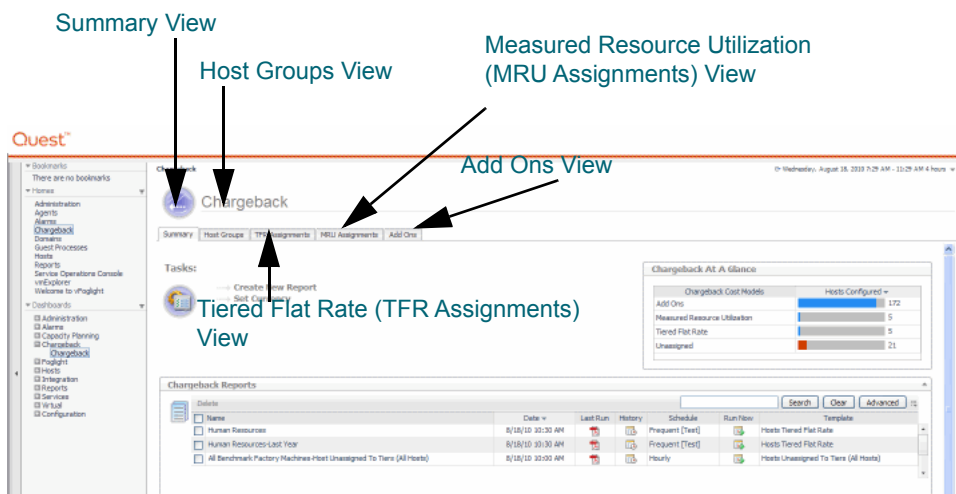 Summary View
Measured Resource Utilization
(MRU Assignments) View
Host Groups View
Quest™
Add Ons View
Bookmarks
There are no bookmarks
Homes
Administration
Agents
Alarms
Chargeback
Domains
Guest Processes
Hosts
Reports
Service Operations Console
vmExplorer
Welcome to vFoglight
Dashboards
Administration
Alarms
Capacity Planning
Chargeback
Chargeback
Foglight
Hosts
Integration
Reports
Services
Virtual
Configuration
Chargeback
Wednesday, August 18, 2010 7:29 AM - 11:29 AM 4 hours
Chargeback
Summary Host Groups TFR Assignments MRU Assignments Add Ons
Tasks:
Create New Report
Set Currency
Tiered Flat Rate (TFR Assignments)
View
Chargeback At A Glance
Chargeback Cost Models Hosts Configured
Add Ons 172
Measured Resource Utilization 5
Tiered Flat Rate 5
Unassigned 21
Chargeback Reports
Delete Search Clear Advanced
Name Date Last Run History Schedule Run Now Template
Human Resources 8/18/10 10:30 AM Frequent [Test] Hosts Tiered Flat Rate
Human Resources-Last Year 8/18/10 10:30 AM Frequent [Test] Hosts Tiered Flat Rate
All Benchmark Factory Machines-Host Unassigned To Tiers (All Hosts) 8/18/10 10:00 AM Hourly Hosts Unassigned To Tiers (All Hosts)